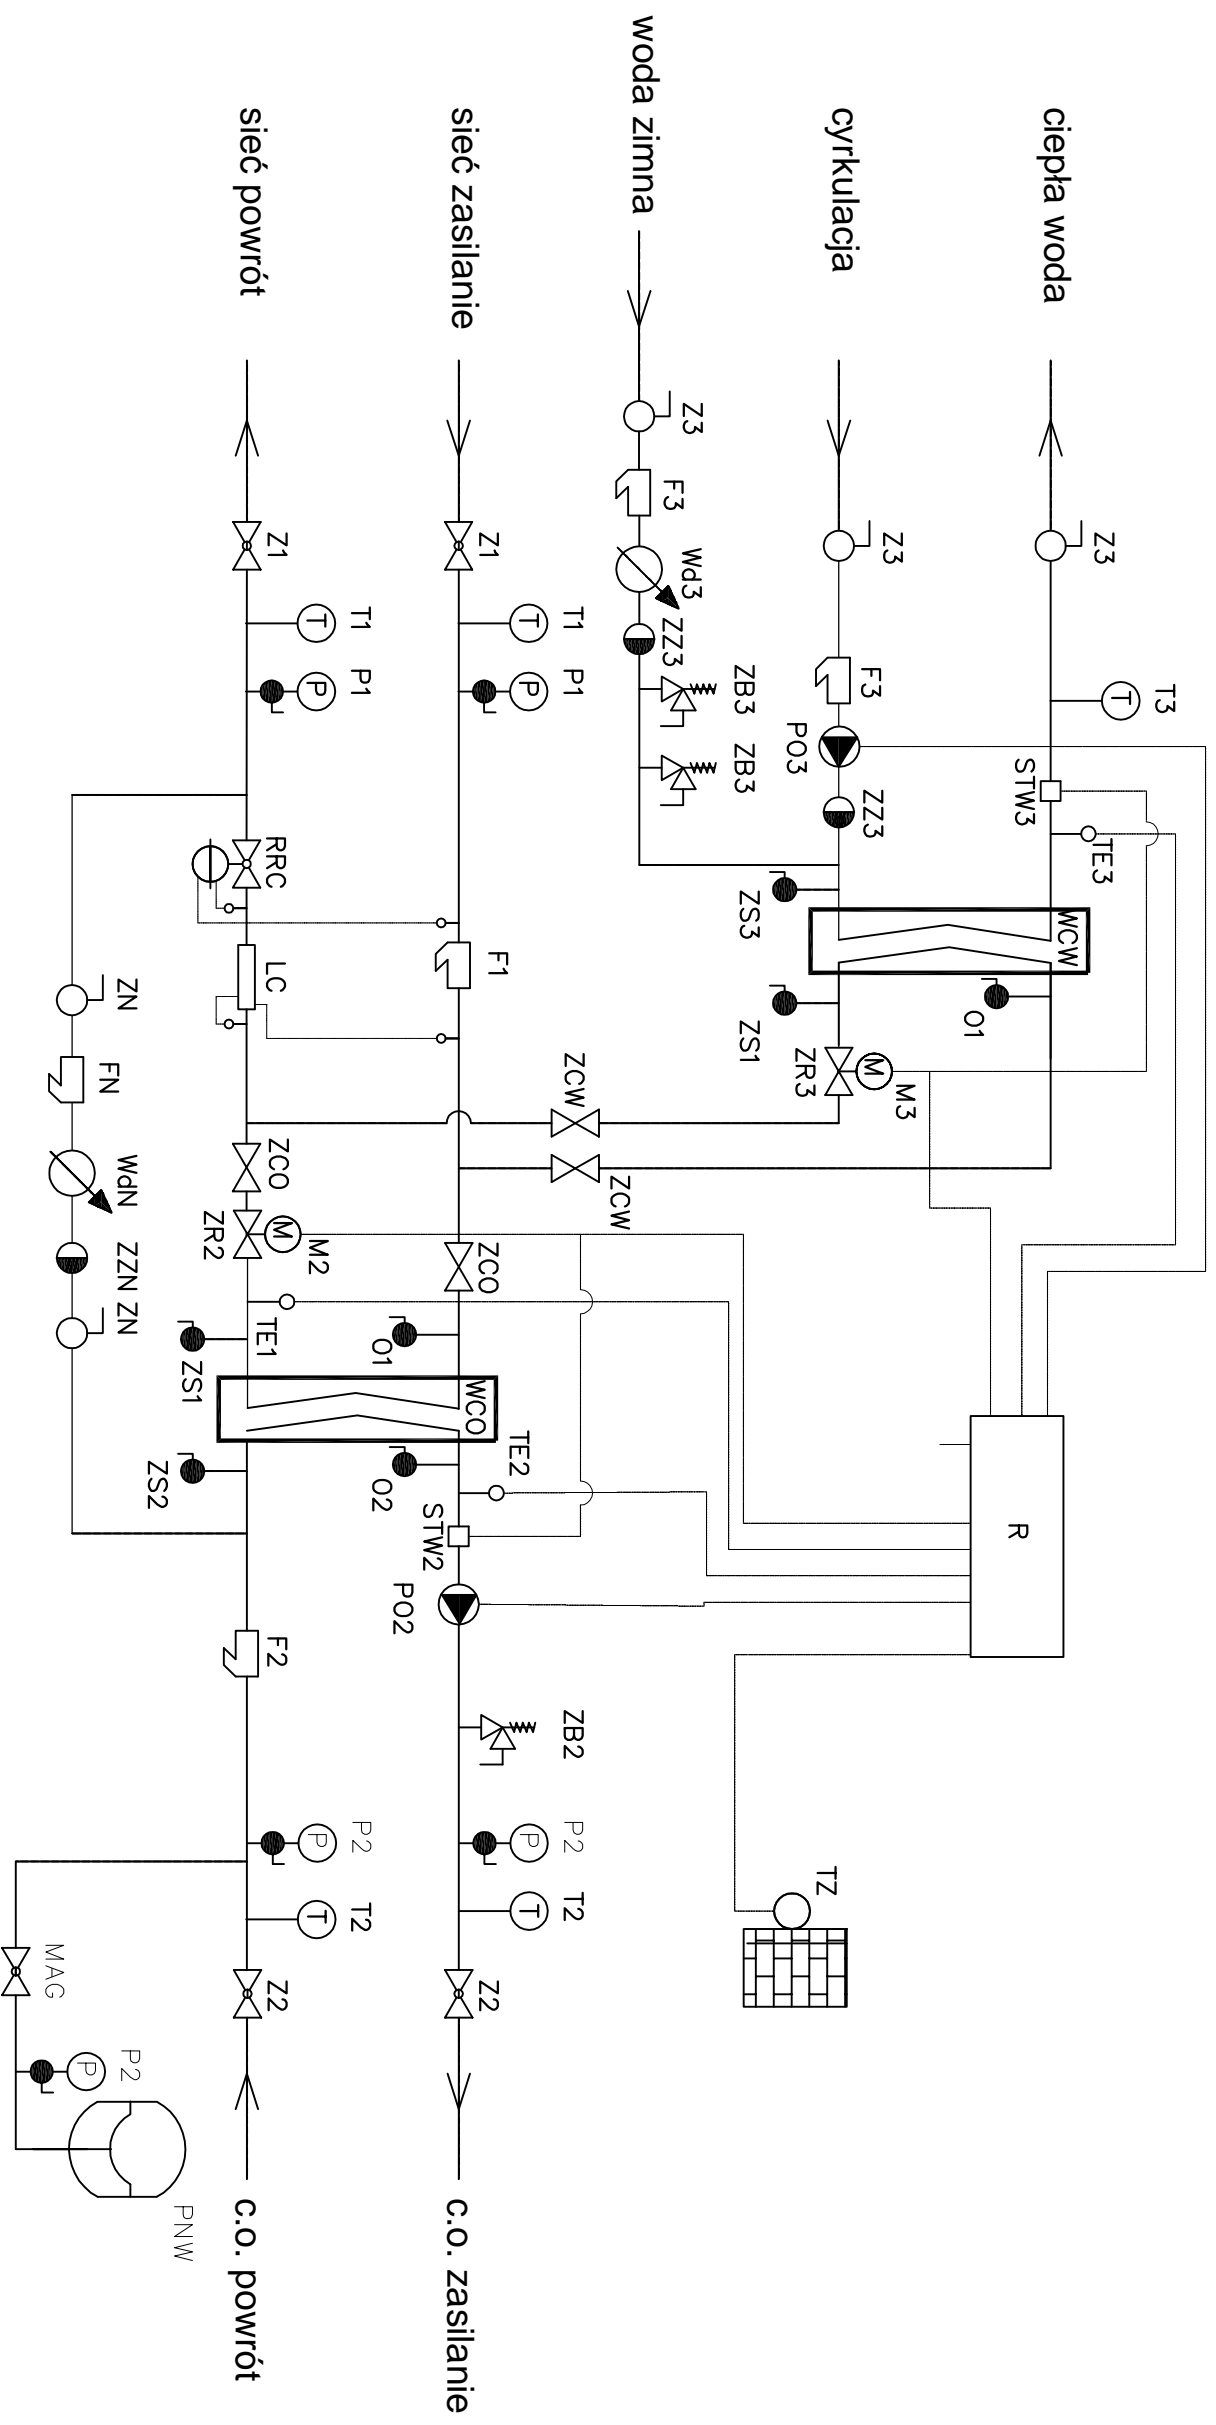 ciepła woda
cyrkulacja
woda zimna
sieć zasilanie
sieć powrót
Z3
T
T3
STW3
TE3
WCW
O1
Z3
F3
PO3
ZZ3
ZS3
ZS1
ZR3
M
M3
Z3
F3
Wd3
ZZ3
ZB3
ZB3
ZCW
ZCW
R
TZ
Z1
T
T1
P
P1
F1
ZCO
O1
WCO
O2
TE2
STW2
PO2
ZB2
P
P2
T
T2
Z2
c.o. zasilanie
Z1
T
T1
P
P1
RRC
LC
ZCO
ZR2
M
M2
TE1
ZS1
ZS2
F2
P
P2
T
T2
Z2
c.o. powrót
ZN
FN
WdN
ZZN
ZN
MAG
P
P2
PNW